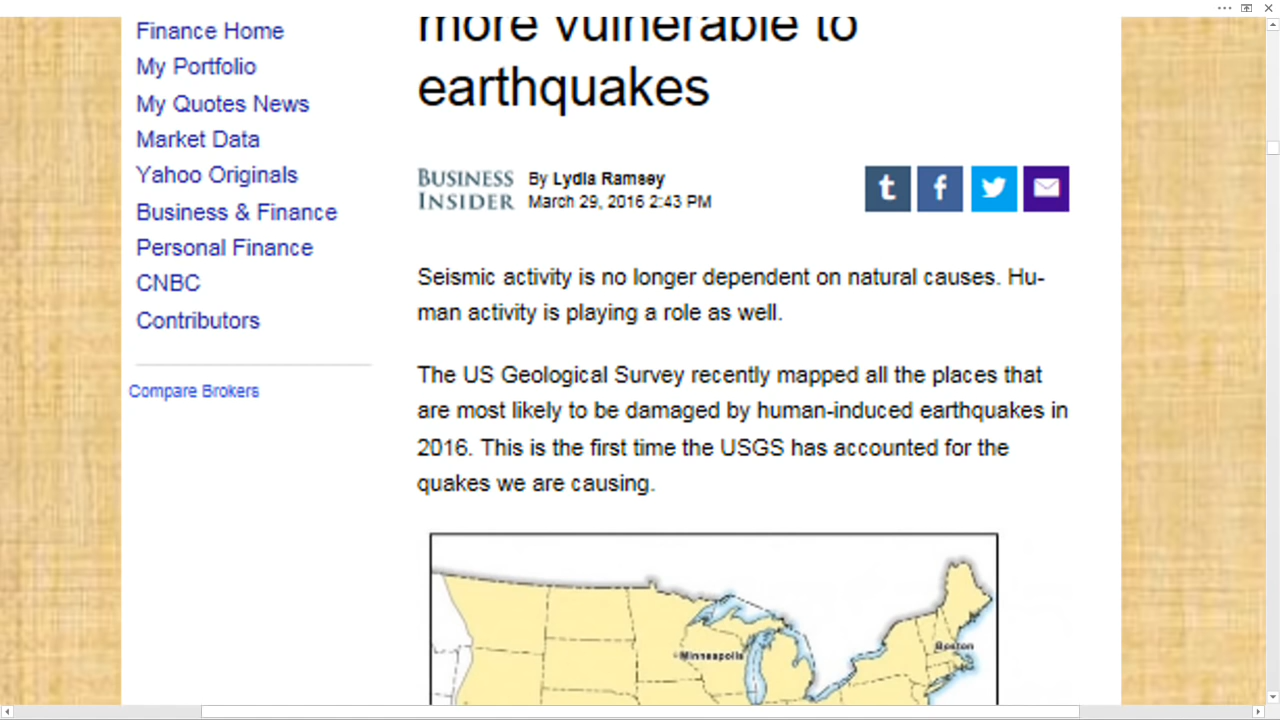 Finance Home
My Portfolio
My Quotes News
Market Data
Yahoo Originals
Business & Finance
Personal Finance
CNBC
Contributors
Compare Brokers
more vulnerable to
earthquakes
BUSINESS
INSIDER
By Lydia Ramsey
March 29, 2016 2:43 PM
t f
Seismic activity is no longer dependent on natural causes. Hu-
man activity is playing a role as well.
The US Geological Survey recently mapped all the places that
are most likely to be damaged by human-induced earthquakes in
2016. This is the first time the USGS has accounted for the
quakes we are causing.
Boston
Minneapolis